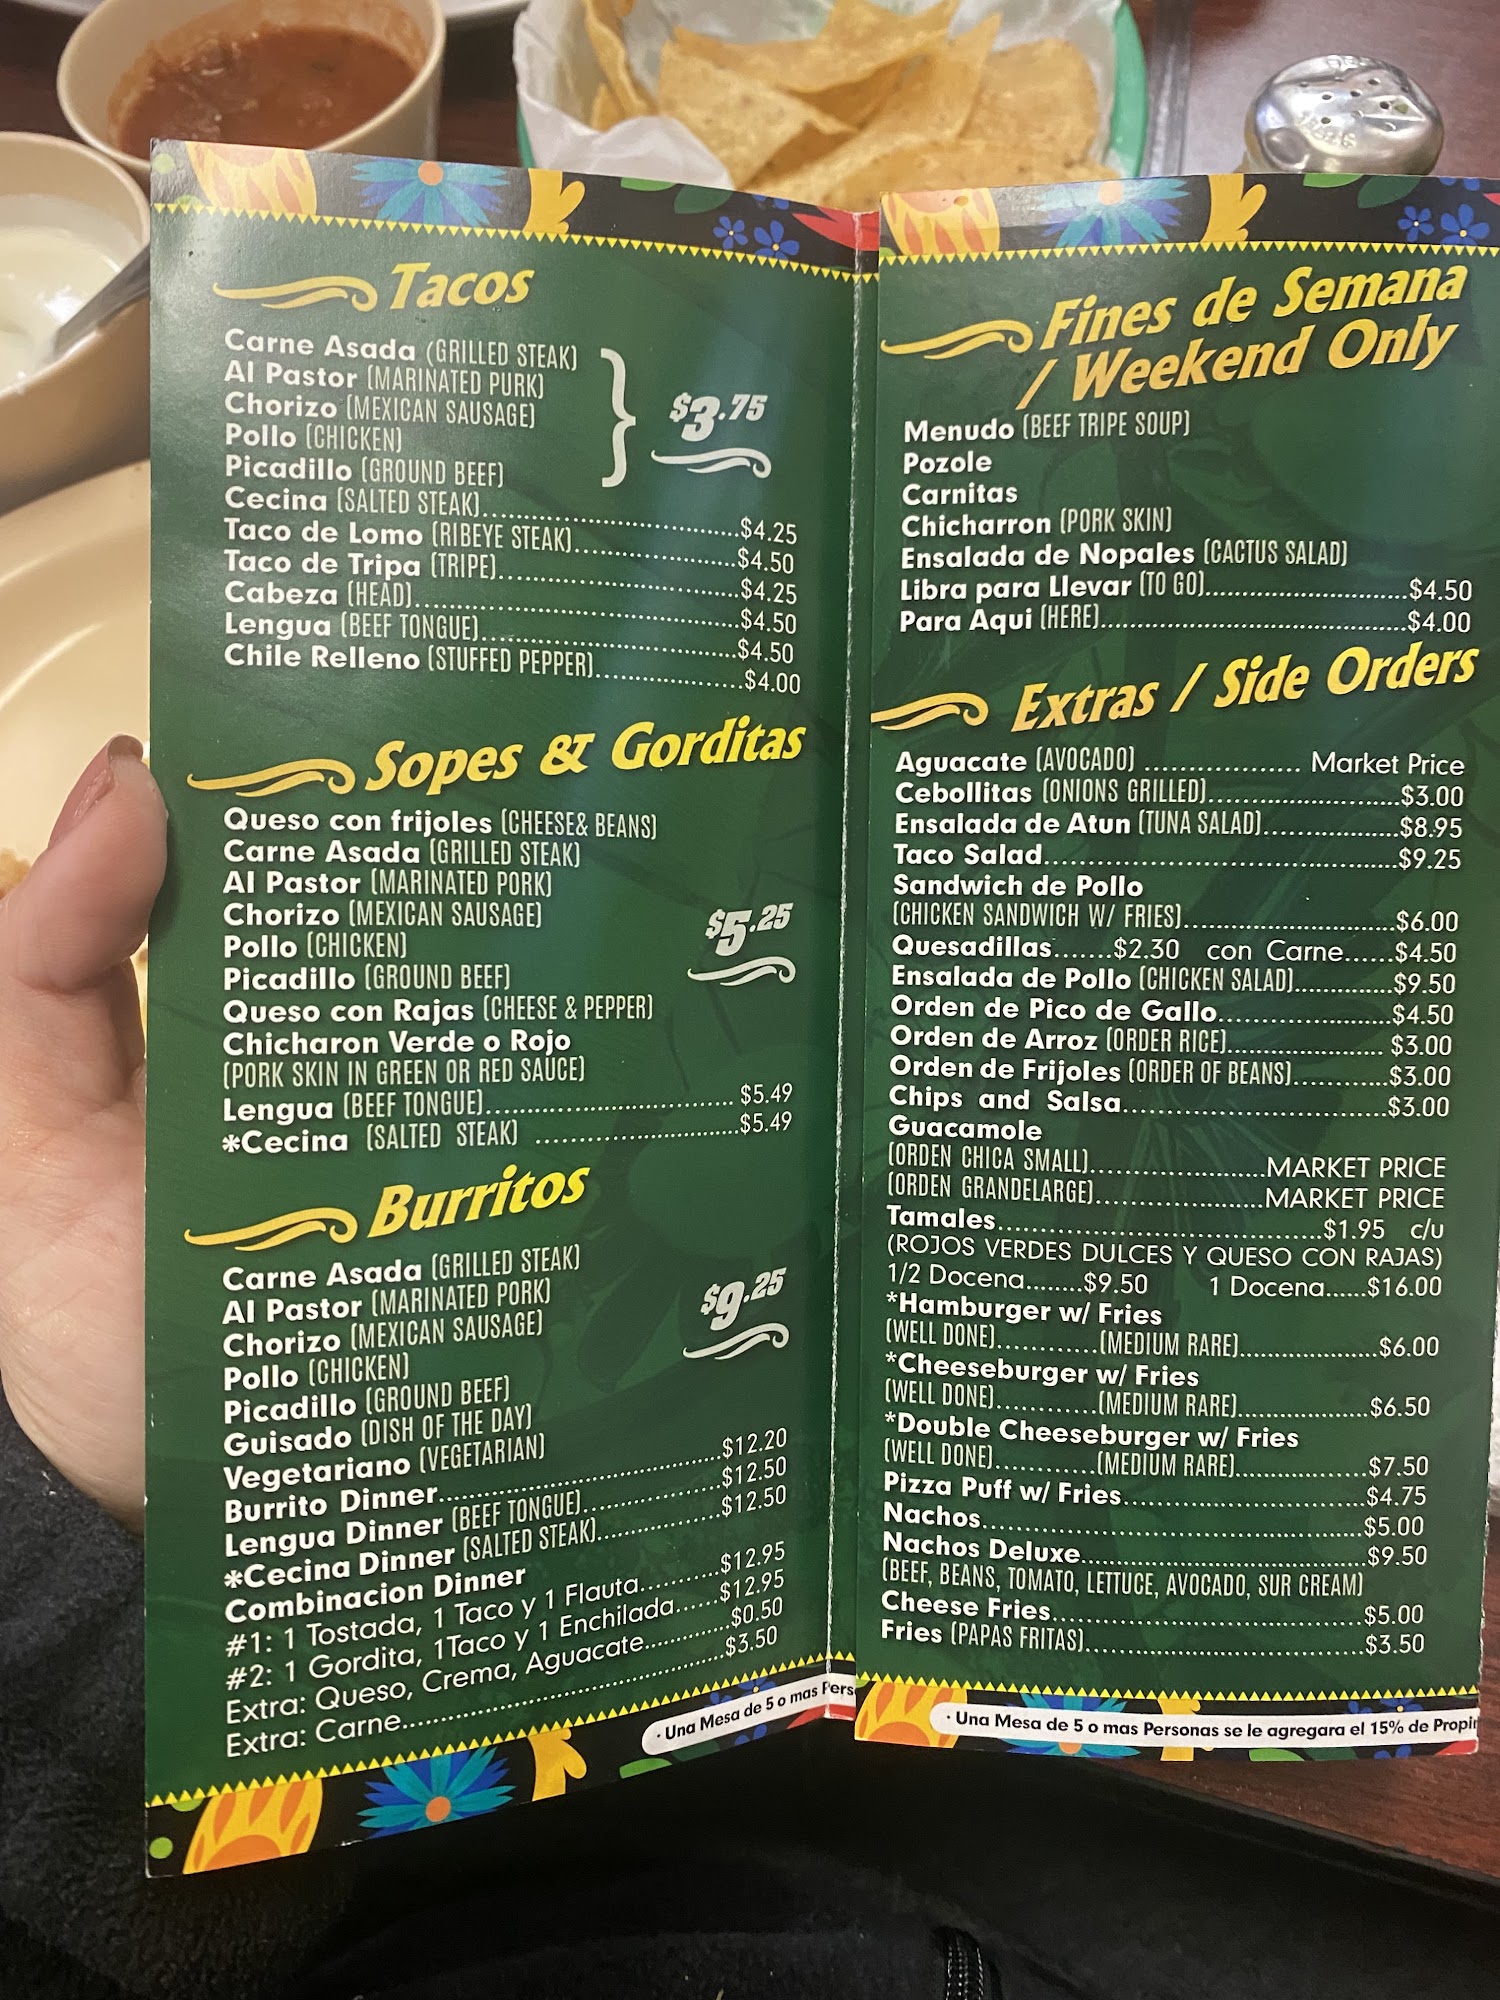 Tacos
Carne Asada (GRILLED STEAK)
Al Pastor (MARINATED PURK)
Chorizo (MEXICAN SAUSAGE)
Pollo (CHICKEN)
Picadillo (GROUND BEEF)
$3.75
Cecina (SALTED STEAK)..............................$4.25
Taco de Lomo (RIBEYE STEAK)....................$4.50
Taco de Tripa (TRIPE)..............................$4.25
Cabeza (HEAD)........................................$4.50
Lengua (BEEF TONGUE)..............................$4.50
Chile Relleno (STUFFED PEPPER)....................$4.00
Sopes & Gorditas
Queso con frijoles (CHEESE& BEANS)
Carne Asada (GRILLED STEAK)
Al Pastor (MARINATED PORK)
Chorizo (MEXICAN SAUSAGE)
Pollo (CHICKEN)
$5.25
Picadillo (GROUND BEEF)
Queso con Rajas (CHEESE & PEPPER)
Chicharon Verde o Rojo
(PORK SKIN IN GREEN OR RED SAUCE)
Lengua (BEEF TONGUE)................................ $5.49
*Cecina (SALTED STEAK) ..........................$5.49
Burritos
Carne Asada (GRILLED STEAK)
Al Pastor (MARINATED PORK)
Chorizo (MEXICAN SAUSAGE)
$9.25
Pollo (CHICKEN)
Picadillo (GROUND BEEF)
Guisado (DISH OF THE DAY)
Vegetariano (VEGETARIAN)
Burrito Dinner....................................$12.20
Lengua Dinner (BEEF TONGUE)..................$12.50
*Cecina Dinner (SALTED STEAK)................$12.50
Combinacion Dinner
#1: 1 Tostada, 1 Taco y 1 Flauta...........$12.95
#2: 1 Gordita, 1Taco y 1 Enchilada......$12.95
Extra: Queso, Crema, Aguacate............$0.50
Extra: Carne..........................................$3.50
· Una Mesa de 5 o mas Pers
Fines de Semana
/ Weekend Only
Menudo (BEEF TRIPE SOUP)
Pozole
Carnitas
Chicharron (PORK SKIN)
Ensalada de Nopales (CACTUS SALAD)
Libra para Llevar (TO GO)............................$4.50
Para Aqui (HERE)..........................................$4.00
Extras / Side Orders
Aguacate (AVOCADO) .................. Market Price
Cebollitas (ONIONS GRILLED)..........................$3.00
Ensalada de Atun (TUNA SALAD)..................$8.95
Taco Salad................................................$9.25
Sandwich de Pollo
(CHICKEN SANDWICH W/ FRIES)............................$6.00
Quesadillas.......$2.30 con Carne......$4.50
Ensalada de Pollo (CHICKEN SALAD)..............$9.50
Orden de Pico de Gallo........................$4.50
Orden de Arroz (ORDER RICE)...................... $3.00
Orden de Frijoles (ORDER OF BEANS)..............$3.00
Chips and Salsa....................................$3.00
Guacamole
(ORDEN CHICA SMALL).........................MARKET PRICE
(ORDEN GRANDELARGE)........................MARKET PRICE
Tamales............................................$1.95 c/u
(ROJOS VERDES DULCES Y QUESO CON RAJAS)
1/2 Docena........$9.50 1 Docena......$16.00
*Hamburger w/ Fries
(WELL DONE)............(MEDIUM RARE)...................$6.00
*Cheeseburger w/ Fries
(WELL DONE)............(MEDIUM RARE)..................$6.50
*Double Cheeseburger w/ Fries
(WELL DONE)............(MEDIUM RARE)..................$7.50
Pizza Puff w/ Fries..................................$4.75
Nachos....................................................$5.00
Nachos Deluxe........................................$9.50
(BEEF, BEANS, TOMATO, LETTUCE, AVOCADO, SUR CREAM)
Cheese Fries............................................$5.00
Fries (PAPAS FRITAS)......................................$3.50
· Una Mesa de 5 o mas Personas se le agregara el 15% de Propin